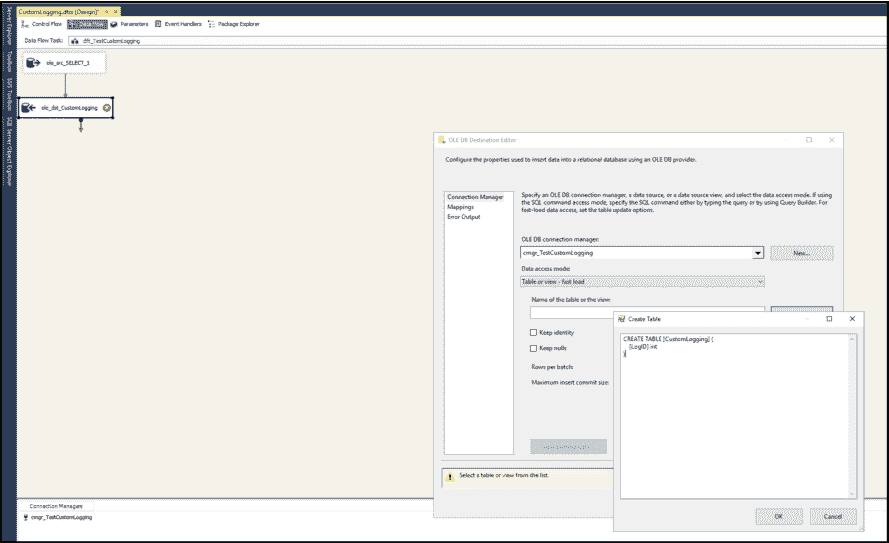 CustomLogging.dtsx [Design]*
Control Flow
Parameters
Event Handlers
Package Explorer
Data Flow Task:
dft_TestCustomLogging
Server Explorer
Toolbox
SSIS Toolbox
SQL Server Object Explorer
ole_src_SELECT_1
ole_dst_CustomLogging
OLE DB Destination Editor
Configure the properties used to insert data into a relational database using an OLE DB provider.
Connection Manager
Mappings
Error Output
Specify an OLE DB connection manager, a data source, or a data source view, and select the data access mode. If using
the SQL command access mode, specify the SQL command either by typing the query or by using Query Builder. For
fast-load data access, set the table update options.
OLE DB connection manager:
cmgr_TestCustomLogging
New...
Data access mode:
Table or view - fast load
Name of the table or the view:
Keep identity
Keep nulls
Rows per batch:
Maximum insert commit size:
Select a table or view from the list.
Create Table
CREATE TABLE [CustomLogging] (
[LogID] int
)
OK
Cancel
Connection Managers
cmgr_TestCustomLogging